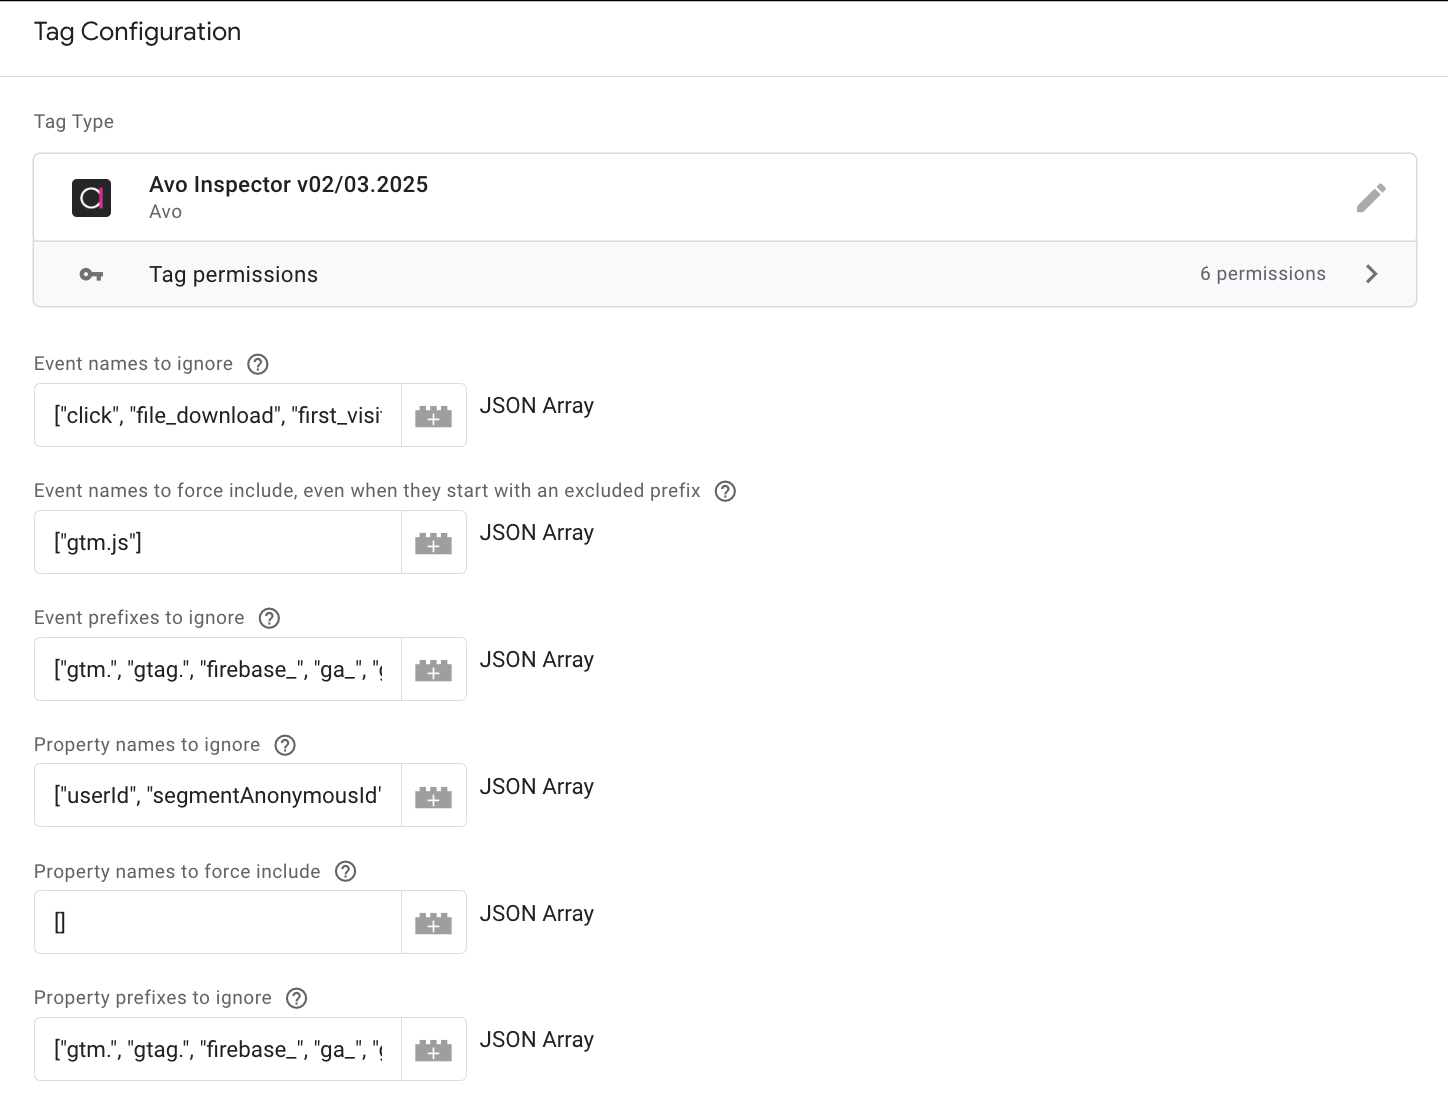 Tag Configuration
Tag Type
Avo Inspector v02/03.2025
Avo
Tag permissions
6 permissions
Event names to ignore
["click", "file_download", "first_visi
JSON Array
Event names to force include, even when they start with an excluded prefix
["gtm.js"]
JSON Array
Event prefixes to ignore
["gtm.", "gtag.", "firebase_", "ga_", "g
JSON Array
Property names to ignore
["userId", "segmentAnonymousId"
JSON Array
Property names to force include
[]
JSON Array
Property prefixes to ignore
["gtm.", "gtag.", "firebase_", "ga_", "g
JSON Array